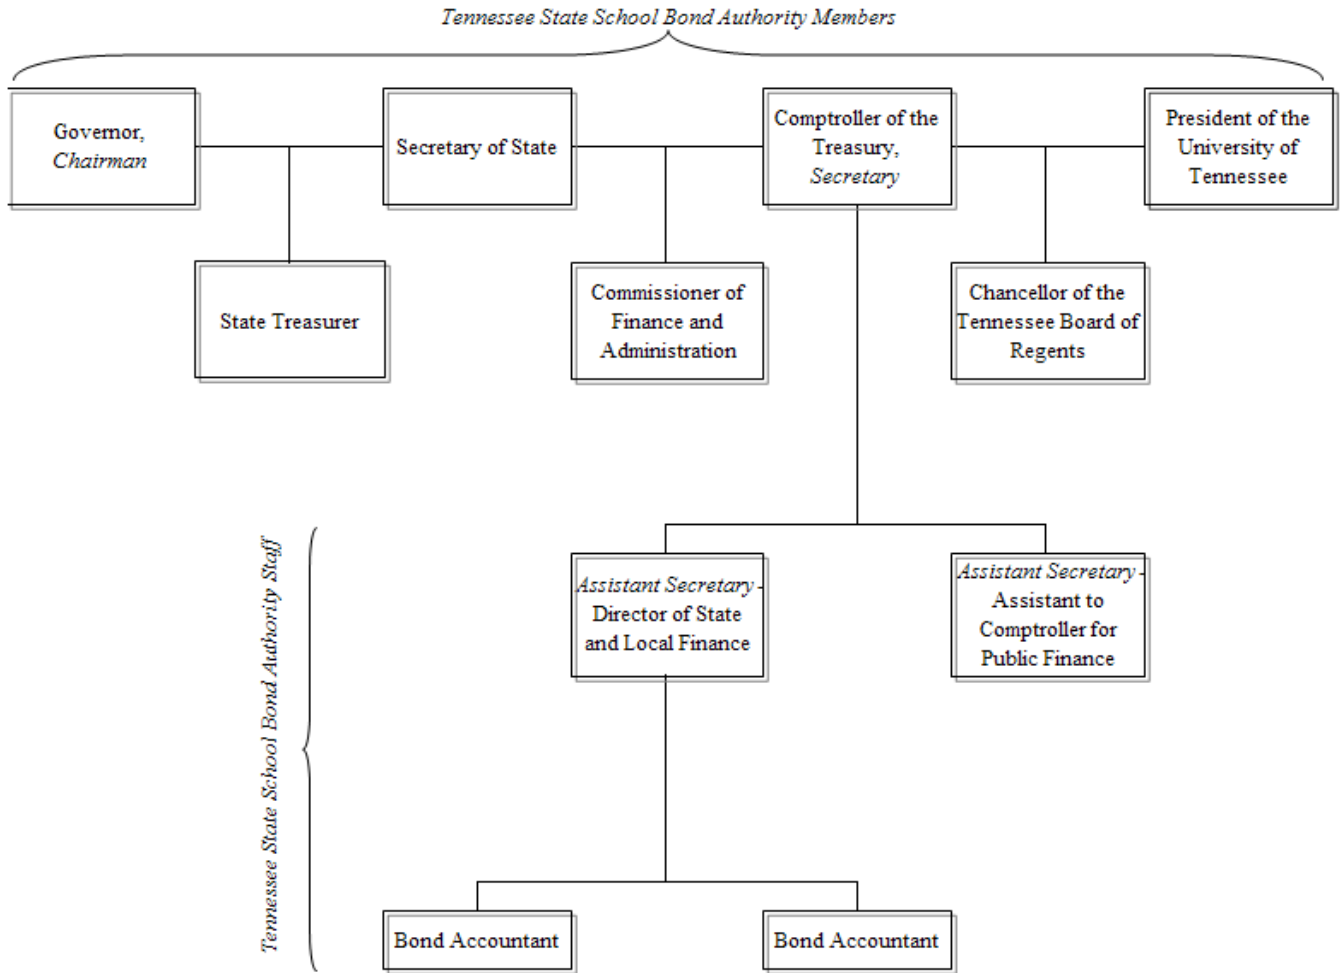 Tennessee State School Bond Authority Members
Governor,
Chairman
Secretary of State
Comptroller of the
Treasury,
Secretary
President of the
University of
Tennessee
State Treasurer
Commissioner of
Finance and
Administration
Chancellor of the
Tennessee Board of
Regents
Tennessee State School Bond Authority Staff
Assistant Secretary -
Director of State
and Local Finance
Assistant Secretary -
Assistant to
Comptroller for
Public Finance
Bond Accountant
Bond Accountant